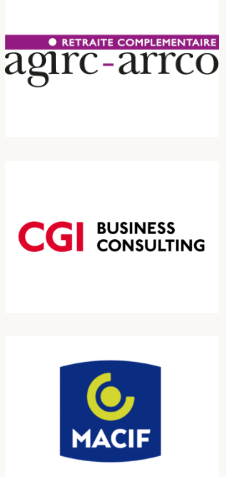 RETRAITE COMPLEMENTAIRE
agirc-arrco
CGI BUSINESS
CONSULTING
MACIF